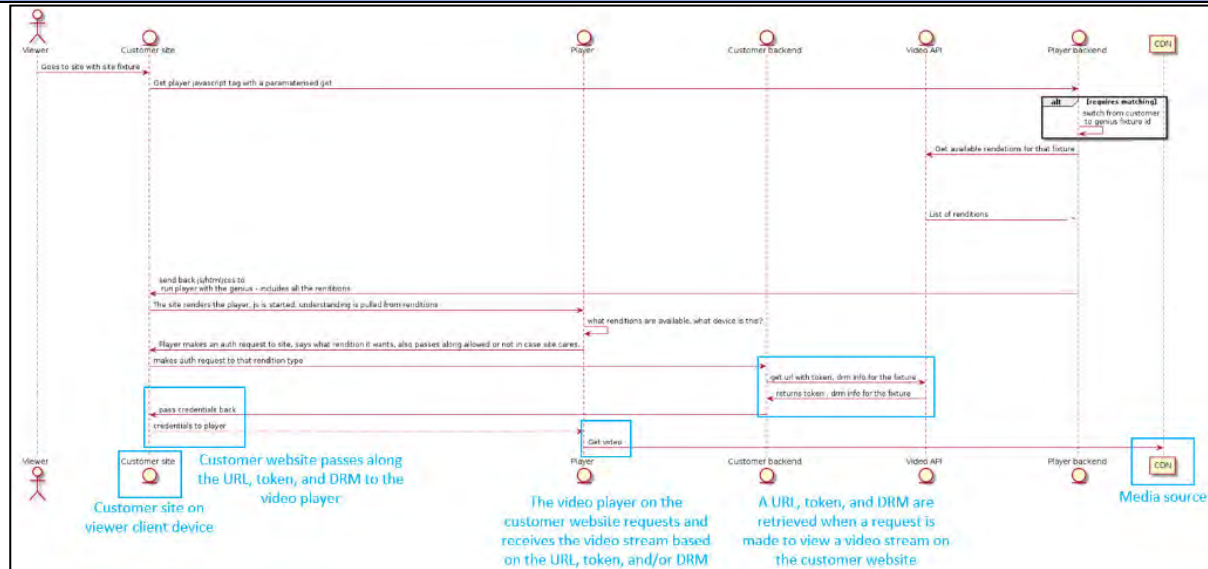 Viewer
Customer site
Player
Customer backend
Video API
Player backend
CDN
Goes to site with site fixture
Get player javascript tag with a paramaterised get
alt
[requires matching]
switch from customer
to genius fixture id
Get available renditions for that fixture
List of renditions
send back js/html/css to
run player with the genius - includes all the renditions
The site renders the player, js is started, understanding is pulled from renditions
what renditions are available, what device is this?
Player makes an auth request to site, says what rendition it wants, also passes along allowed or not in case site cares.
makes auth request to that rendition type
get url with token, drm info for the fixture
returns token , drm info for the fixture
pass credentials back
credentials to player
Get video
Viewer
Customer site
Player
Customer backend
Video API
Player backend
CDN
Customer site on
viewer client device
Customer website passes along
the URL, token, and DRM to the
video player
The video player on the
customer website requests and
receives the video stream based
on the URL, token, and/or DRM
A URL, token, and DRM are
retrieved when a request is
made to view a video stream on
the customer website
Media source